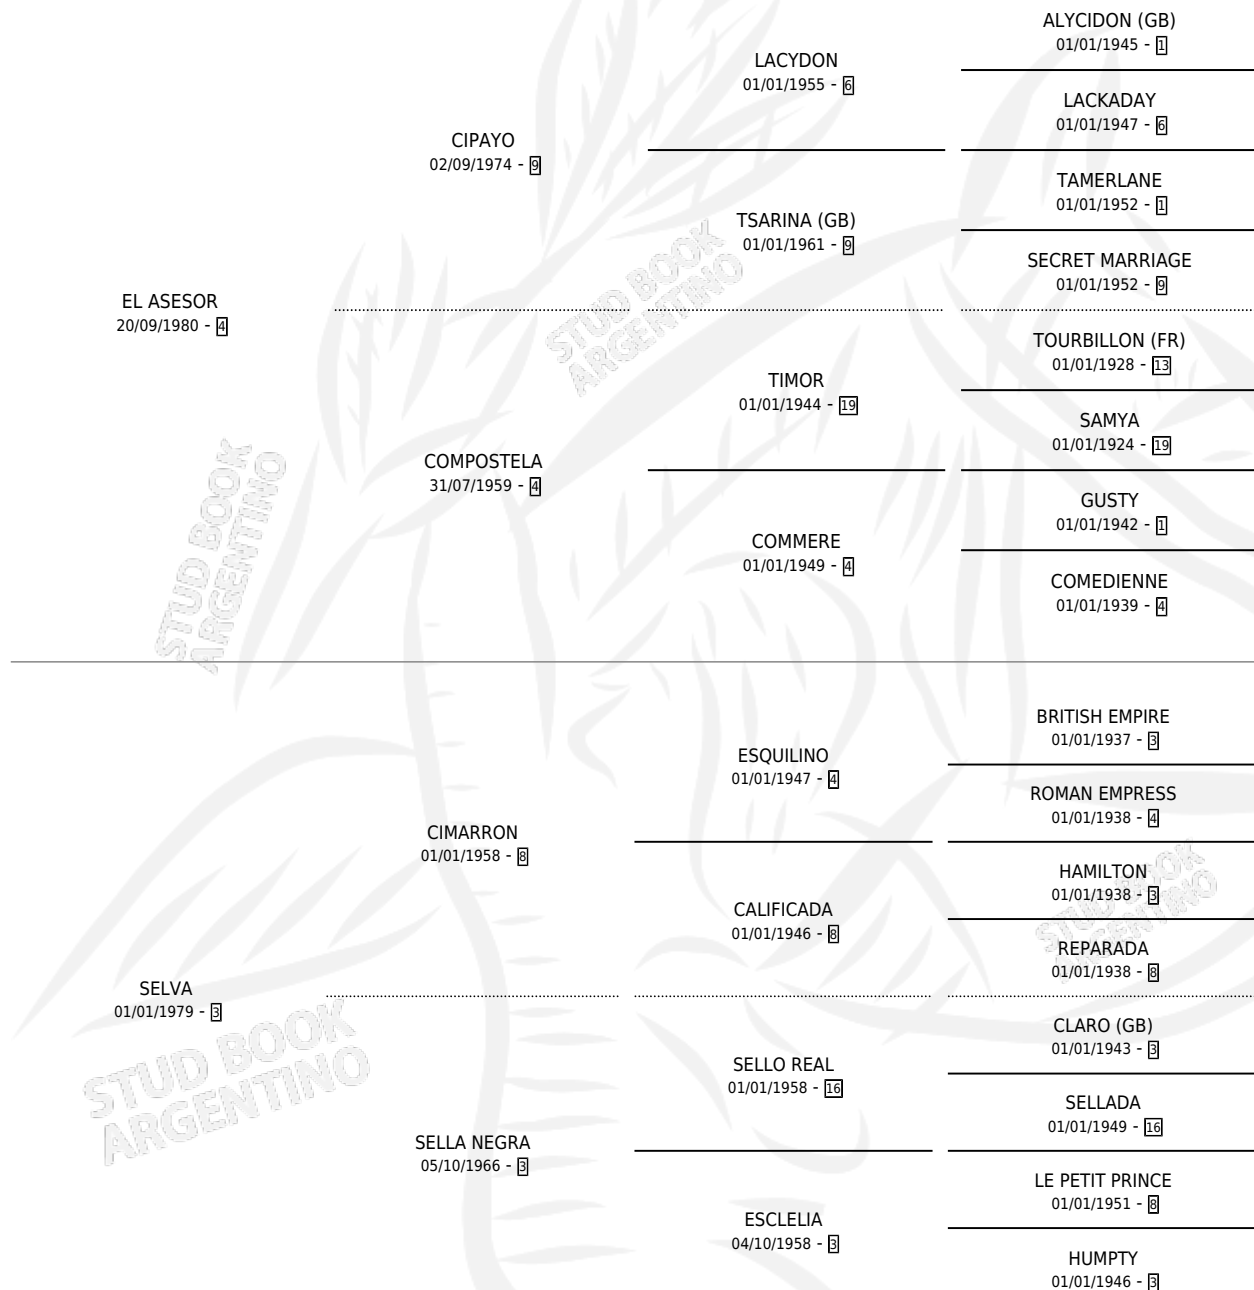 ALYCIDON (GB)
01/01/1945 - 1
LACYDON
01/01/1955 - 6
LACKADAY
01/01/1947 - 6
CIPAYO
02/09/1974 - 9
TAMERLANE
01/01/1952 - 1
TSARINA (GB)
01/01/1961 - 9
SECRET MARRIAGE
01/01/1952 - 9
EL ASESOR
20/09/1980 - 4
TOURBILLON (FR)
01/01/1928 - 13
TIMOR
01/01/1944 - 19
SAMYA
01/01/1924 - 19
COMPOSTELA
31/07/1959 - 4
GUSTY
01/01/1942 - 1
COMMERE
01/01/1949 - 4
COMEDIENNE
01/01/1939 - 4
BRITISH EMPIRE
01/01/1937 - 3
ESQUILINO
01/01/1947 - 4
ROMAN EMPRESS
01/01/1938 - 4
CIMARRON
01/01/1958 - 8
HAMILTON
01/01/1938 - 3
CALIFICADA
01/01/1946 - 8
REPARADA
01/01/1938 - 8
SELVA
01/01/1979 - 3
CLARO (GB)
01/01/1943 - 3
SELLO REAL
01/01/1958 - 16
SELLADA
01/01/1949 - 16
SELLA NEGRA
05/10/1966 - 3
LE PETIT PRINCE
01/01/1951 - 8
ESCLELIA
04/10/1958 - 3
HUMPTY
01/01/1946 - 3
STUD BOOK
ARGENTINO
STUD BOOK
ARGENTINO
STUD BOOK
ARGENTINO
STUD BOOK
ARGENTINO